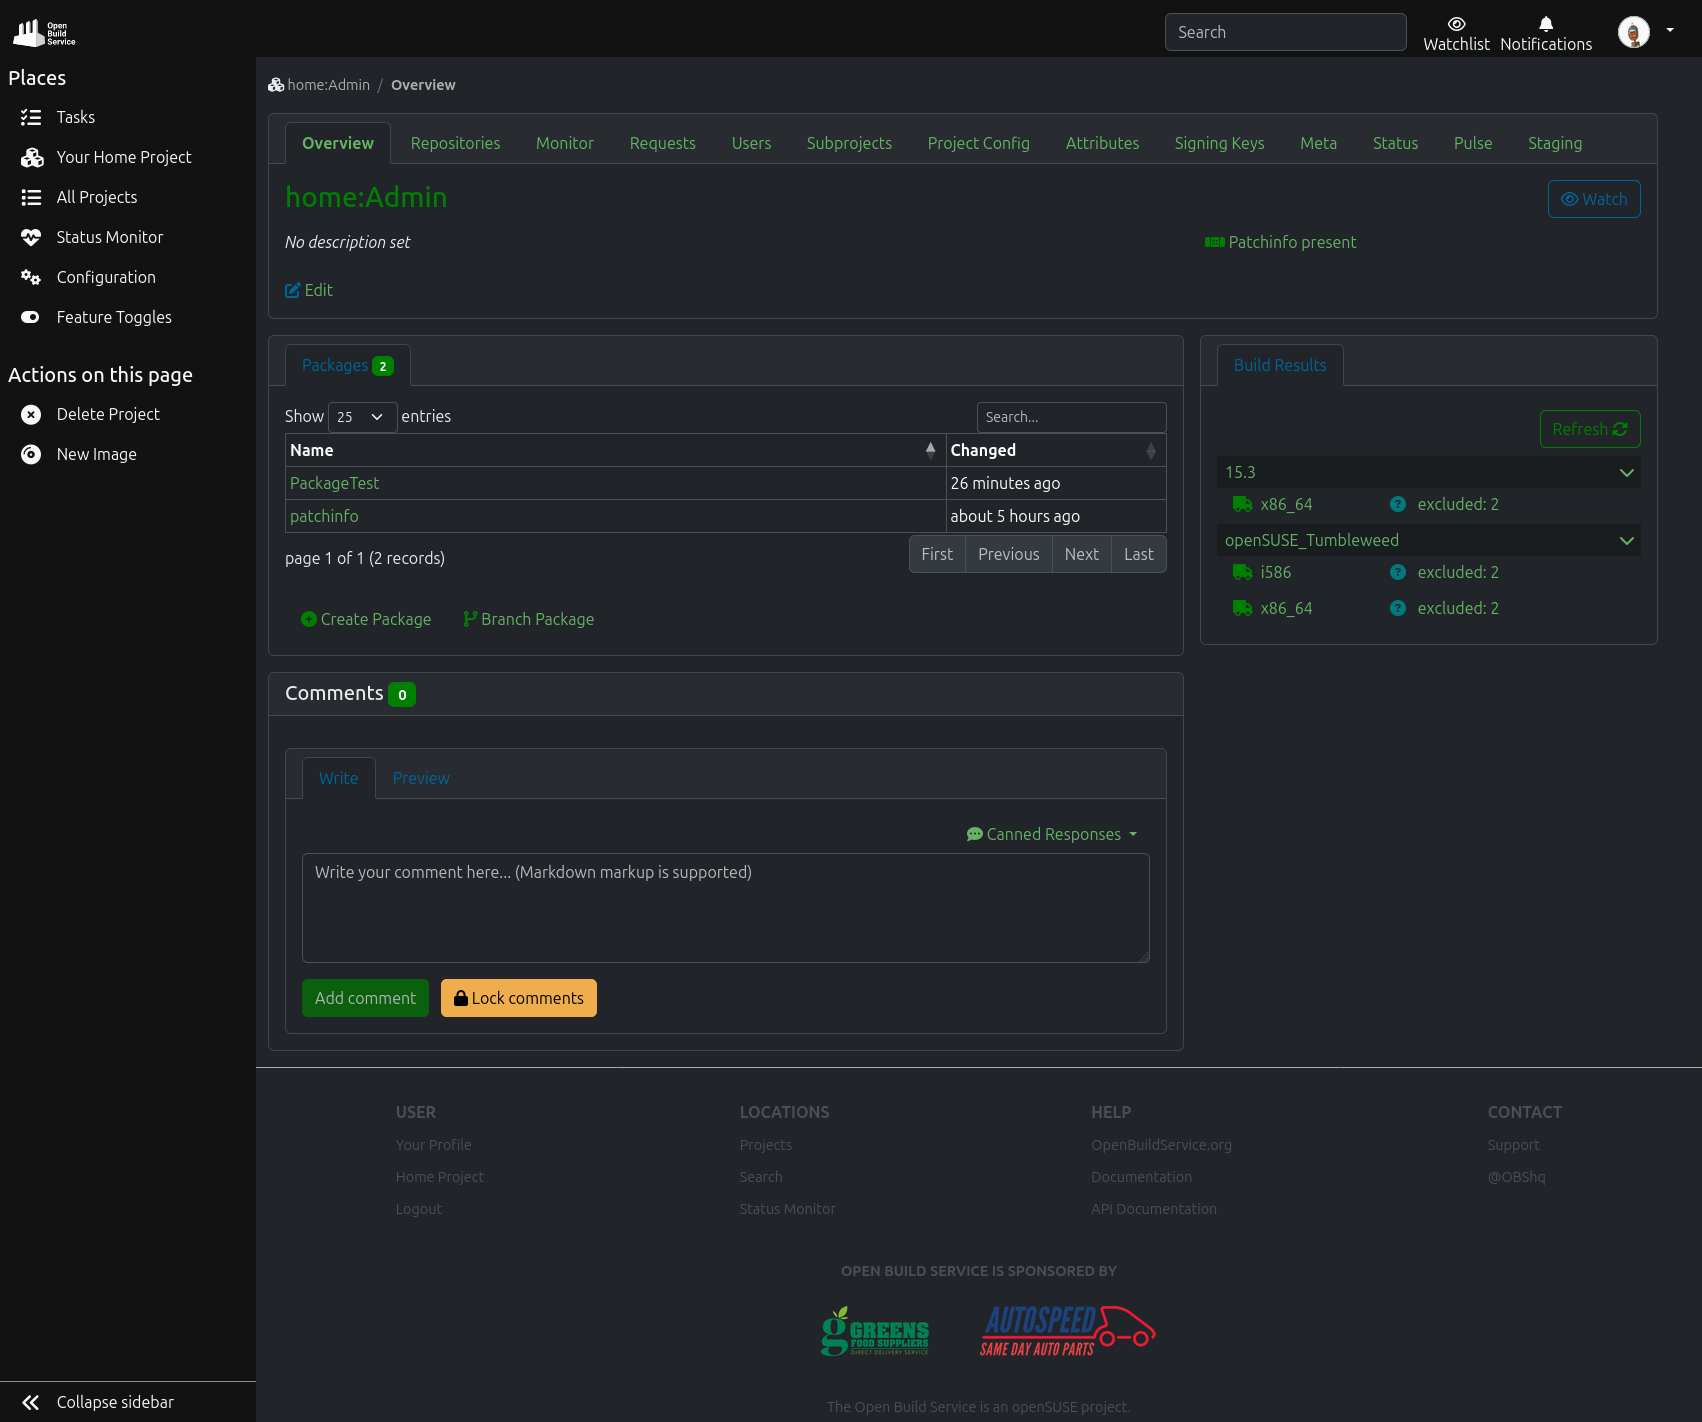 Open
Build
Service
Search
Watchlist
Notifications
Places
Tasks
Your Home Project
All Projects
Status Monitor
Configuration
Feature Toggles
Actions on this page
Delete Project
New Image
Collapse sidebar
home:Admin / Overview
Overview Repositories Monitor Requests Users Subprojects Project Config Attributes Signing Keys Meta Status Pulse Staging
home:Admin
Watch
No description set
Patchinfo present
Edit
Packages 2
Show 25 entries
Search...
Name Changed
PackageTest 26 minutes ago
patchinfo about 5 hours ago
page 1 of 1 (2 records)
First Previous Next Last
Create Package Branch Package
Build Results
Refresh
15.3
x86_64 excluded: 2
openSUSE_Tumbleweed
i586 excluded: 2
x86_64 excluded: 2
Comments 0
Write Preview
Canned Responses
Write your comment here... (Markdown markup is supported)
Add comment Lock comments
USER
Your Profile
Home Project
Logout
LOCATIONS
Projects
Search
Status Monitor
HELP
OpenBuildService.org
Documentation
API Documentation
CONTACT
Support
@OBShq
OPEN BUILD SERVICE IS SPONSORED BY
g GREENS
FOOD SUPPLIERS
DIRECT DELIVERY SERVICE
AUTOSPEED
SAME DAY AUTO PARTS
The Open Build Service is an openSUSE project.